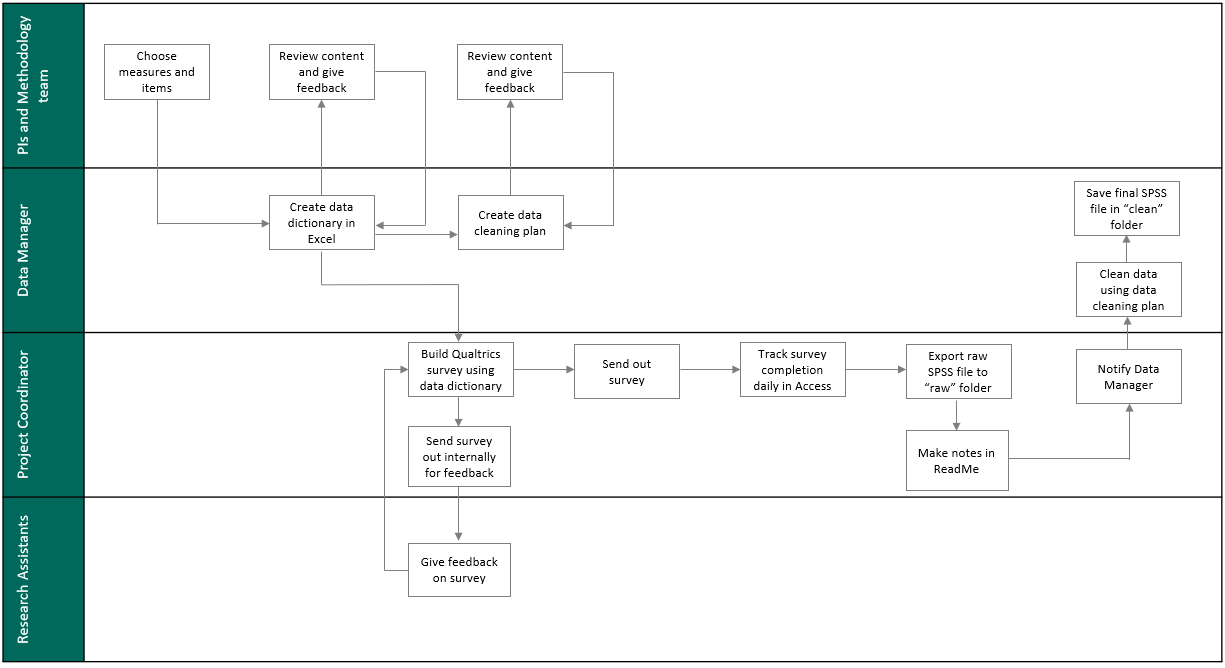 PIs and Methodology
team
Choose
measures and
items
Review content
and give
feedback
Review content
and give
feedback
Data Manager
Create data
dictionary in
Excel
Create data
cleaning plan
Save final SPSS
file in “clean”
folder
Clean data
using data
cleaning plan
Project Coordinator
Build Qualtrics
survey using
data dictionary
Send out
survey
Track survey
completion
daily in Access
Export raw
SPSS file to
“raw” folder
Notify Data
Manager
Send survey
out internally
for feedback
Make notes in
ReadMe
Research Assistants
Give feedback
on survey